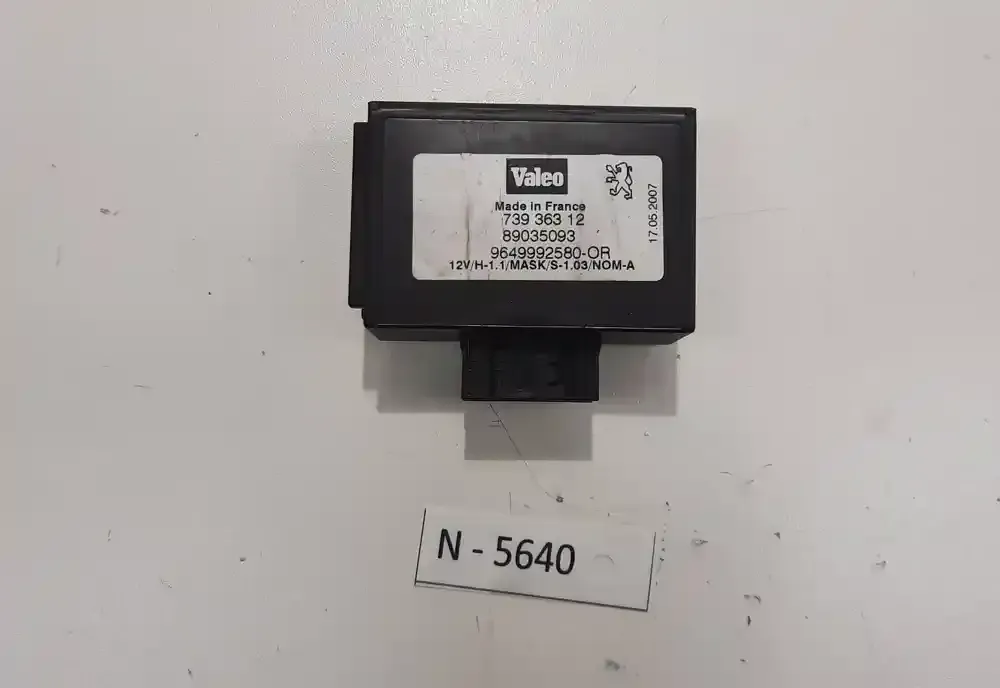 Valeo
Made in France
739 363 12
89035093
9649992580-OR
12V/H-1.1/MASK/S-1.03/NOM-A
17.05.2007
N - 5640